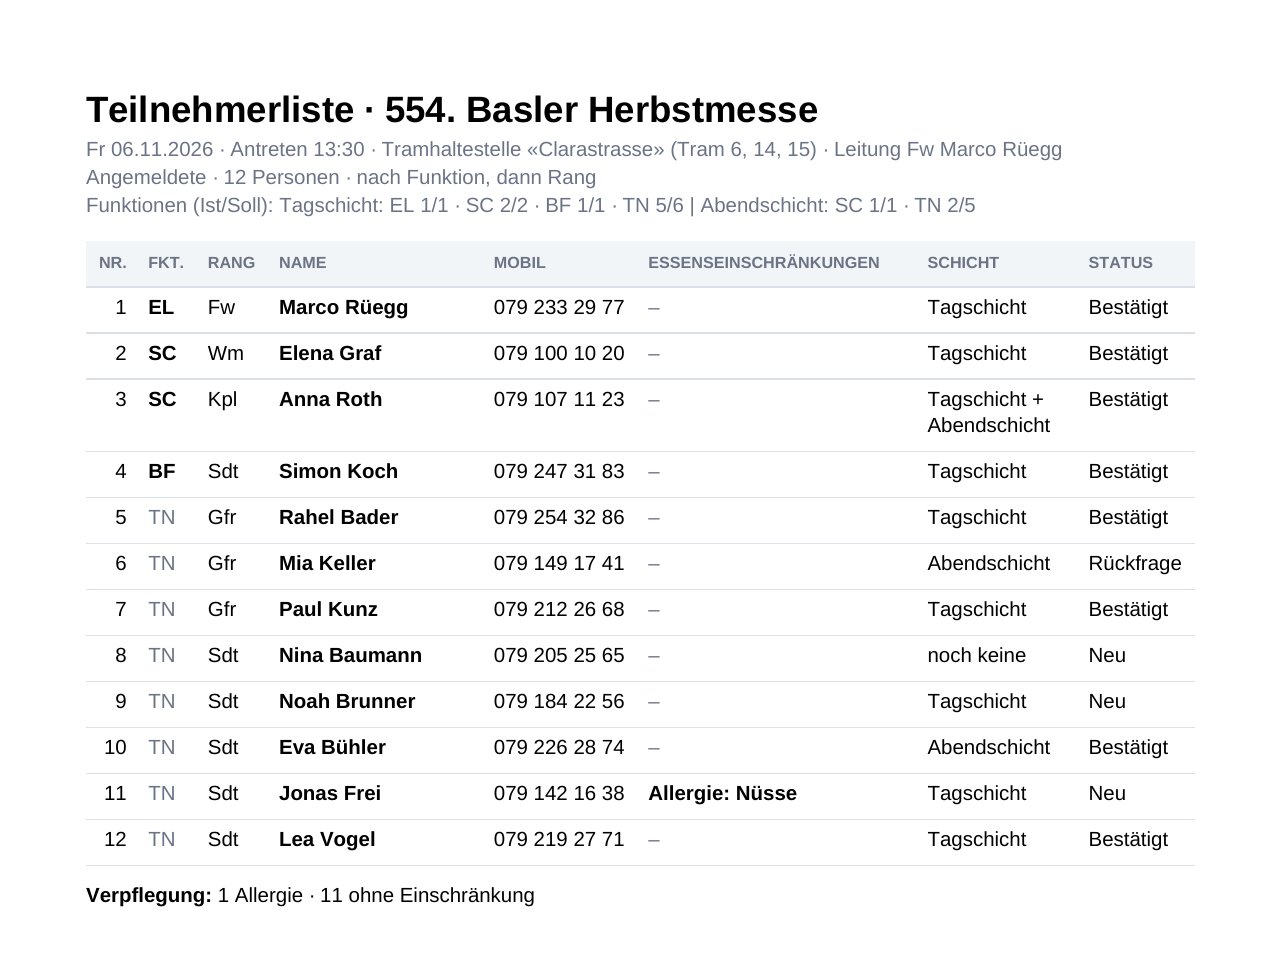 Teilnehmerliste · 554. Basler Herbstmesse
Fr 06.11.2026 · Antreten 13:30 · Tramhaltestelle «Clarastrasse» (Tram 6, 14, 15) · Leitung Fw Marco Rüegg
Angemeldete · 12 Personen · nach Funktion, dann Rang
Funktionen (Ist/Soll): Tagschicht: EL 1/1 · SC 2/2 · BF 1/1 · TN 5/6 | Abendschicht: SC 1/1 · TN 2/5
NR. FKT. RANG NAME MOBIL ESSENSEINSCHRÄNKUNGEN SCHICHT STATUS
1 EL Fw Marco Rüegg 079 233 29 77 – Tagschicht Bestätigt
2 SC Wm Elena Graf 079 100 10 20 – Tagschicht Bestätigt
3 SC Kpl Anna Roth 079 107 11 23 – Tagschicht + Bestätigt
Abendschicht
4 BF Sdt Simon Koch 079 247 31 83 – Tagschicht Bestätigt
5 TN Gfr Rahel Bader 079 254 32 86 – Tagschicht Bestätigt
6 TN Gfr Mia Keller 079 149 17 41 – Abendschicht Rückfrage
7 TN Gfr Paul Kunz 079 212 26 68 – Tagschicht Bestätigt
8 TN Sdt Nina Baumann 079 205 25 65 – noch keine Neu
9 TN Sdt Noah Brunner 079 184 22 56 – Tagschicht Neu
10 TN Sdt Eva Bühler 079 226 28 74 – Abendschicht Bestätigt
11 TN Sdt Jonas Frei 079 142 16 38 Allergie: Nüsse Tagschicht Neu
12 TN Sdt Lea Vogel 079 219 27 71 – Tagschicht Bestätigt
Verpflegung: 1 Allergie · 11 ohne Einschränkung